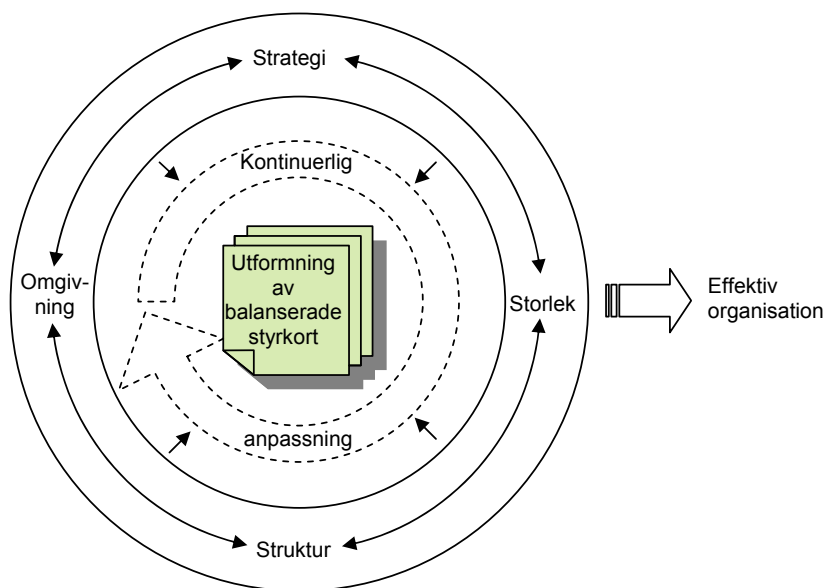 Strategi
Kontinuerlig
Omgiv-
ning
Utformning
av
balanserade
styrkort
Storlek
Effektiv
organisation
anpassning
Struktur